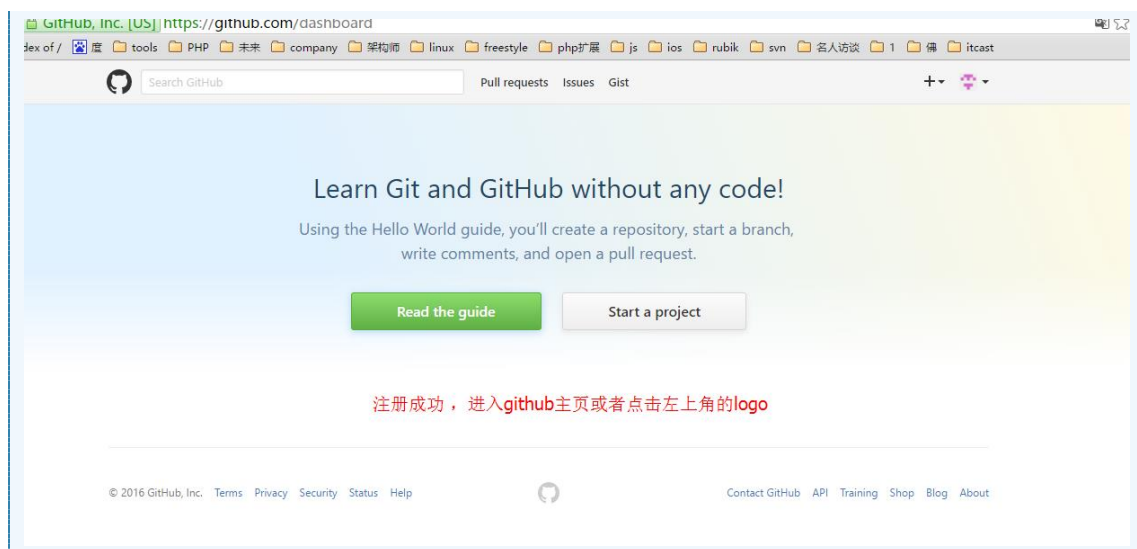 GitHub, Inc. [US] https://github.com/dashboard
dex of / 度 tools PHP 未来 company 架构师 linux freestyle php扩展 js ios rubik svn 名人访谈 1 佛 itcast
Search GitHub Pull requests Issues Gist
Learn Git and GitHub without any code!
Using the Hello World guide, you’ll create a repository, start a branch,
write comments, and open a pull request.
Read the guide Start a project
注册成功，进入github主页或者点击左上角的logo
© 2016 GitHub, Inc. Terms Privacy Security Status Help Contact GitHub API Training Shop Blog About